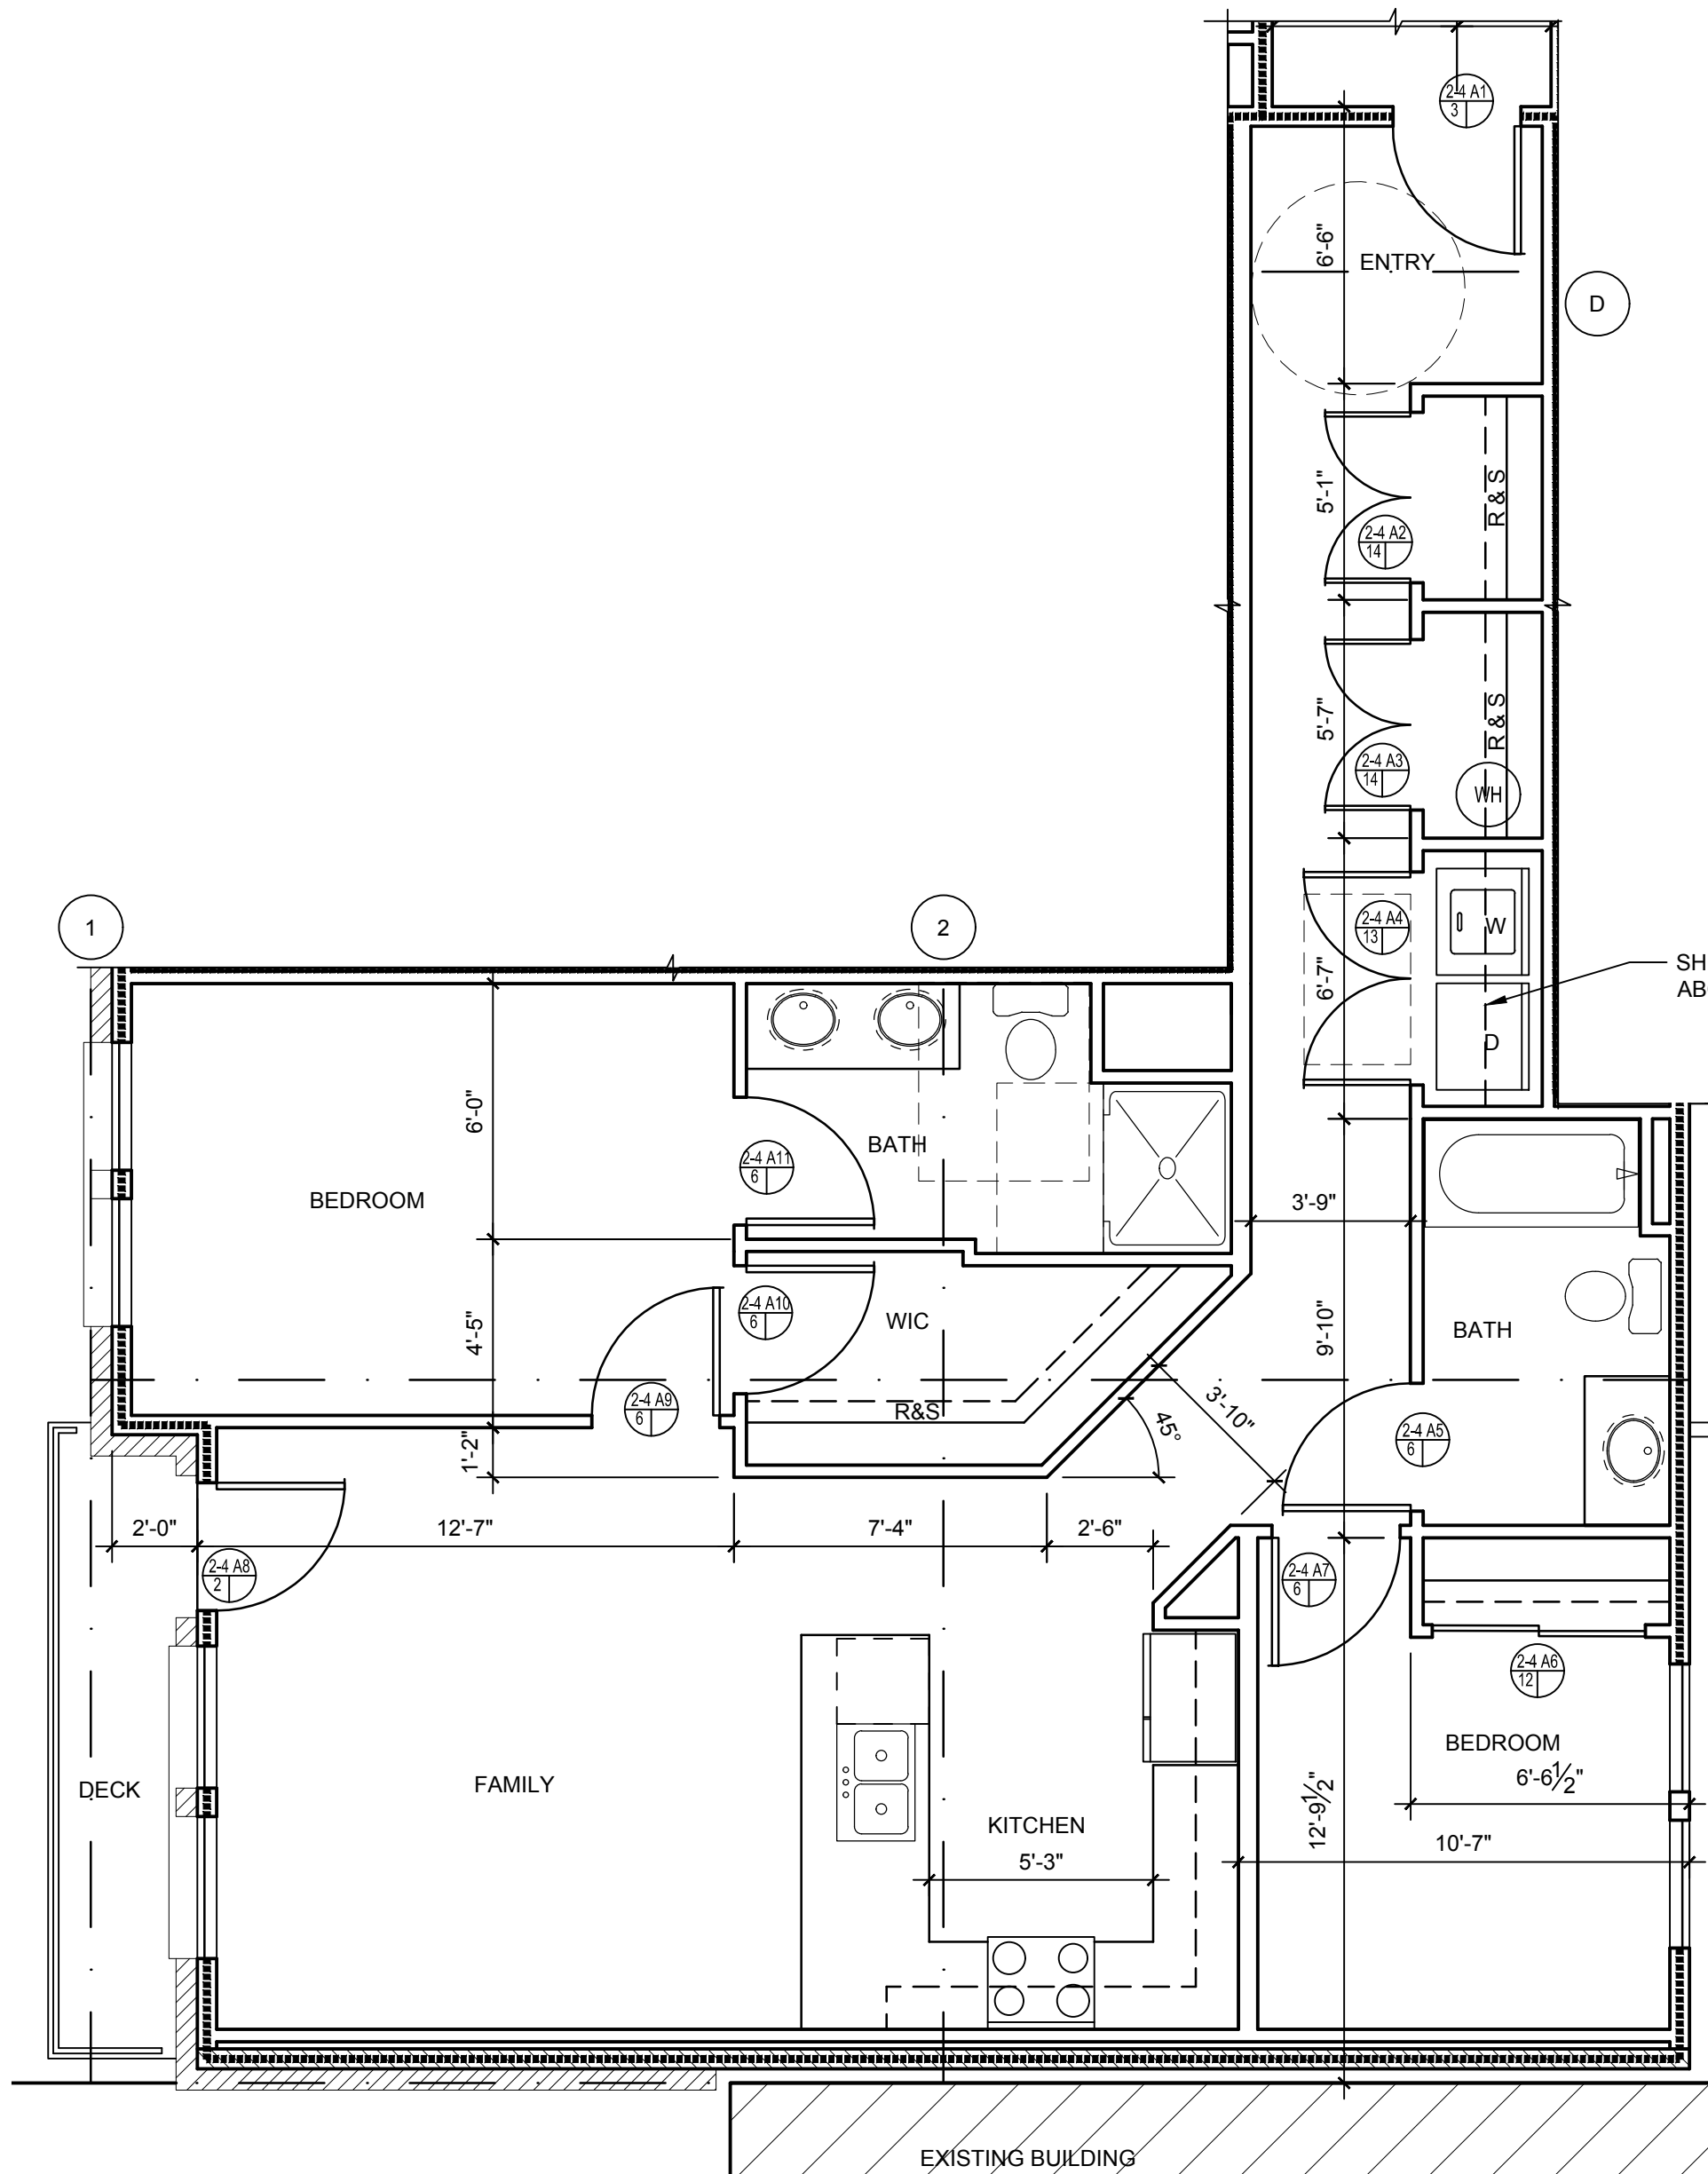 2-4 A1
3
6'-6"
ENTRY
D
5'-1"
R & S
2-4 A2
14
5'-7"
R & S
2-4 A3
14
WH
1
2
2-4 A4
13
W
6'-7"
SH
AB
D
6'-0"
BATH
2-4 A11
6
BEDROOM
3'-9"
2-4 A10
6
WIC
4'-5"
9'-10"
BATH
2-4 A9
6
R&S
3'-10"
45°
2-4 A5
6
1'-2"
2'-0"
12'-7"
7'-4"
2'-6"
2-4 A8
2
2-4 A7
6
2-4 A6
12
BEDROOM
6'-6½"
DECK
FAMILY
KITCHEN
12'-9½"
10'-7"
5'-3"
EXISTING BUILDING